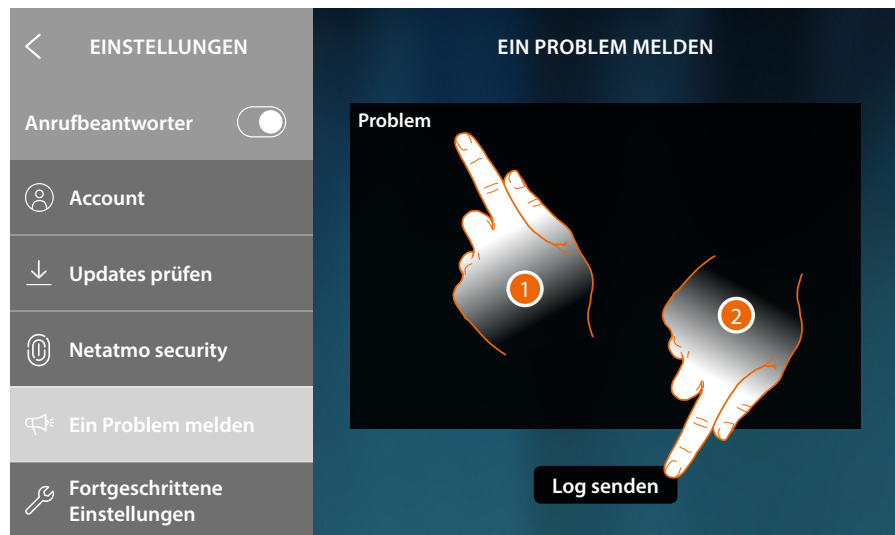 EINSTELLUNGEN
Anrufbeantworter
Account
Updates prüfen
Netatmo security
Ein Problem melden
Fortgeschrittene
Einstellungen
EIN PROBLEM MELDEN
Problem
1
2
Log senden